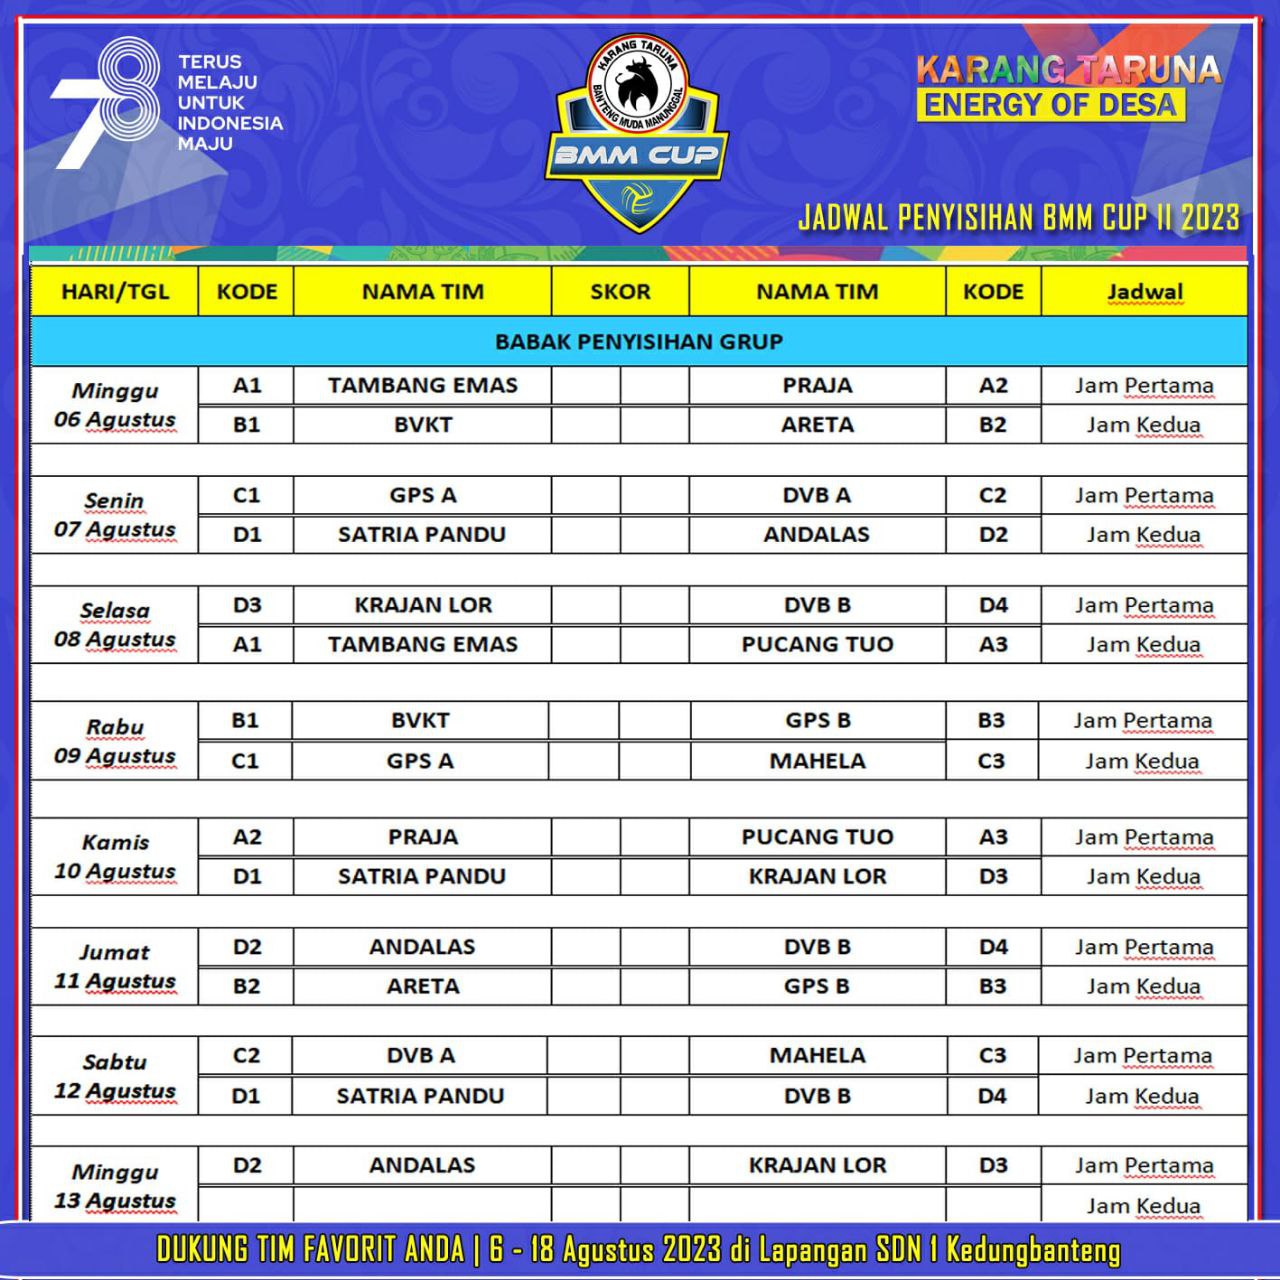 78
TERUS
MELAJU
UNTUK
INDONESIA
MAJU
KARANG TARUNA
BANTENG MUDA MANUNGGAL
BMM CUP
KARANG TARUNA
ENERGY OF DESA
JADWAL PENYISIHAN BMM CUP II 2023
HARI/TGL KODE NAMA TIM SKOR NAMA TIM KODE Jadwal
BABAK PENYISIHAN GRUP
Minggu
06 Agustus
A1 TAMBANG EMAS PRAJA A2 Jam Pertama
B1 BVKT ARETA B2 Jam Kedua
Senin
07 Agustus
C1 GPS A DVB A C2 Jam Pertama
D1 SATRIA PANDU ANDALAS D2 Jam Kedua
Selasa
08 Agustus
D3 KRAJAN LOR DVB B D4 Jam Pertama
A1 TAMBANG EMAS PUCANG TUO A3 Jam Kedua
Rabu
09 Agustus
B1 BVKT GPS B B3 Jam Pertama
C1 GPS A MAHELA C3 Jam Kedua
Kamis
10 Agustus
A2 PRAJA PUCANG TUO A3 Jam Pertama
D1 SATRIA PANDU KRAJAN LOR D3 Jam Kedua
Jumat
11 Agustus
D2 ANDALAS DVB B D4 Jam Pertama
B2 ARETA GPS B B3 Jam Kedua
Sabtu
12 Agustus
C2 DVB A MAHELA C3 Jam Pertama
D1 SATRIA PANDU DVB B D4 Jam Kedua
Minggu
13 Agustus
D2 ANDALAS KRAJAN LOR D3 Jam Pertama
Jam Kedua
DUKUNG TIM FAVORIT ANDA | 6 - 18 Agustus 2023 di Lapangan SDN 1 Kedungbanteng